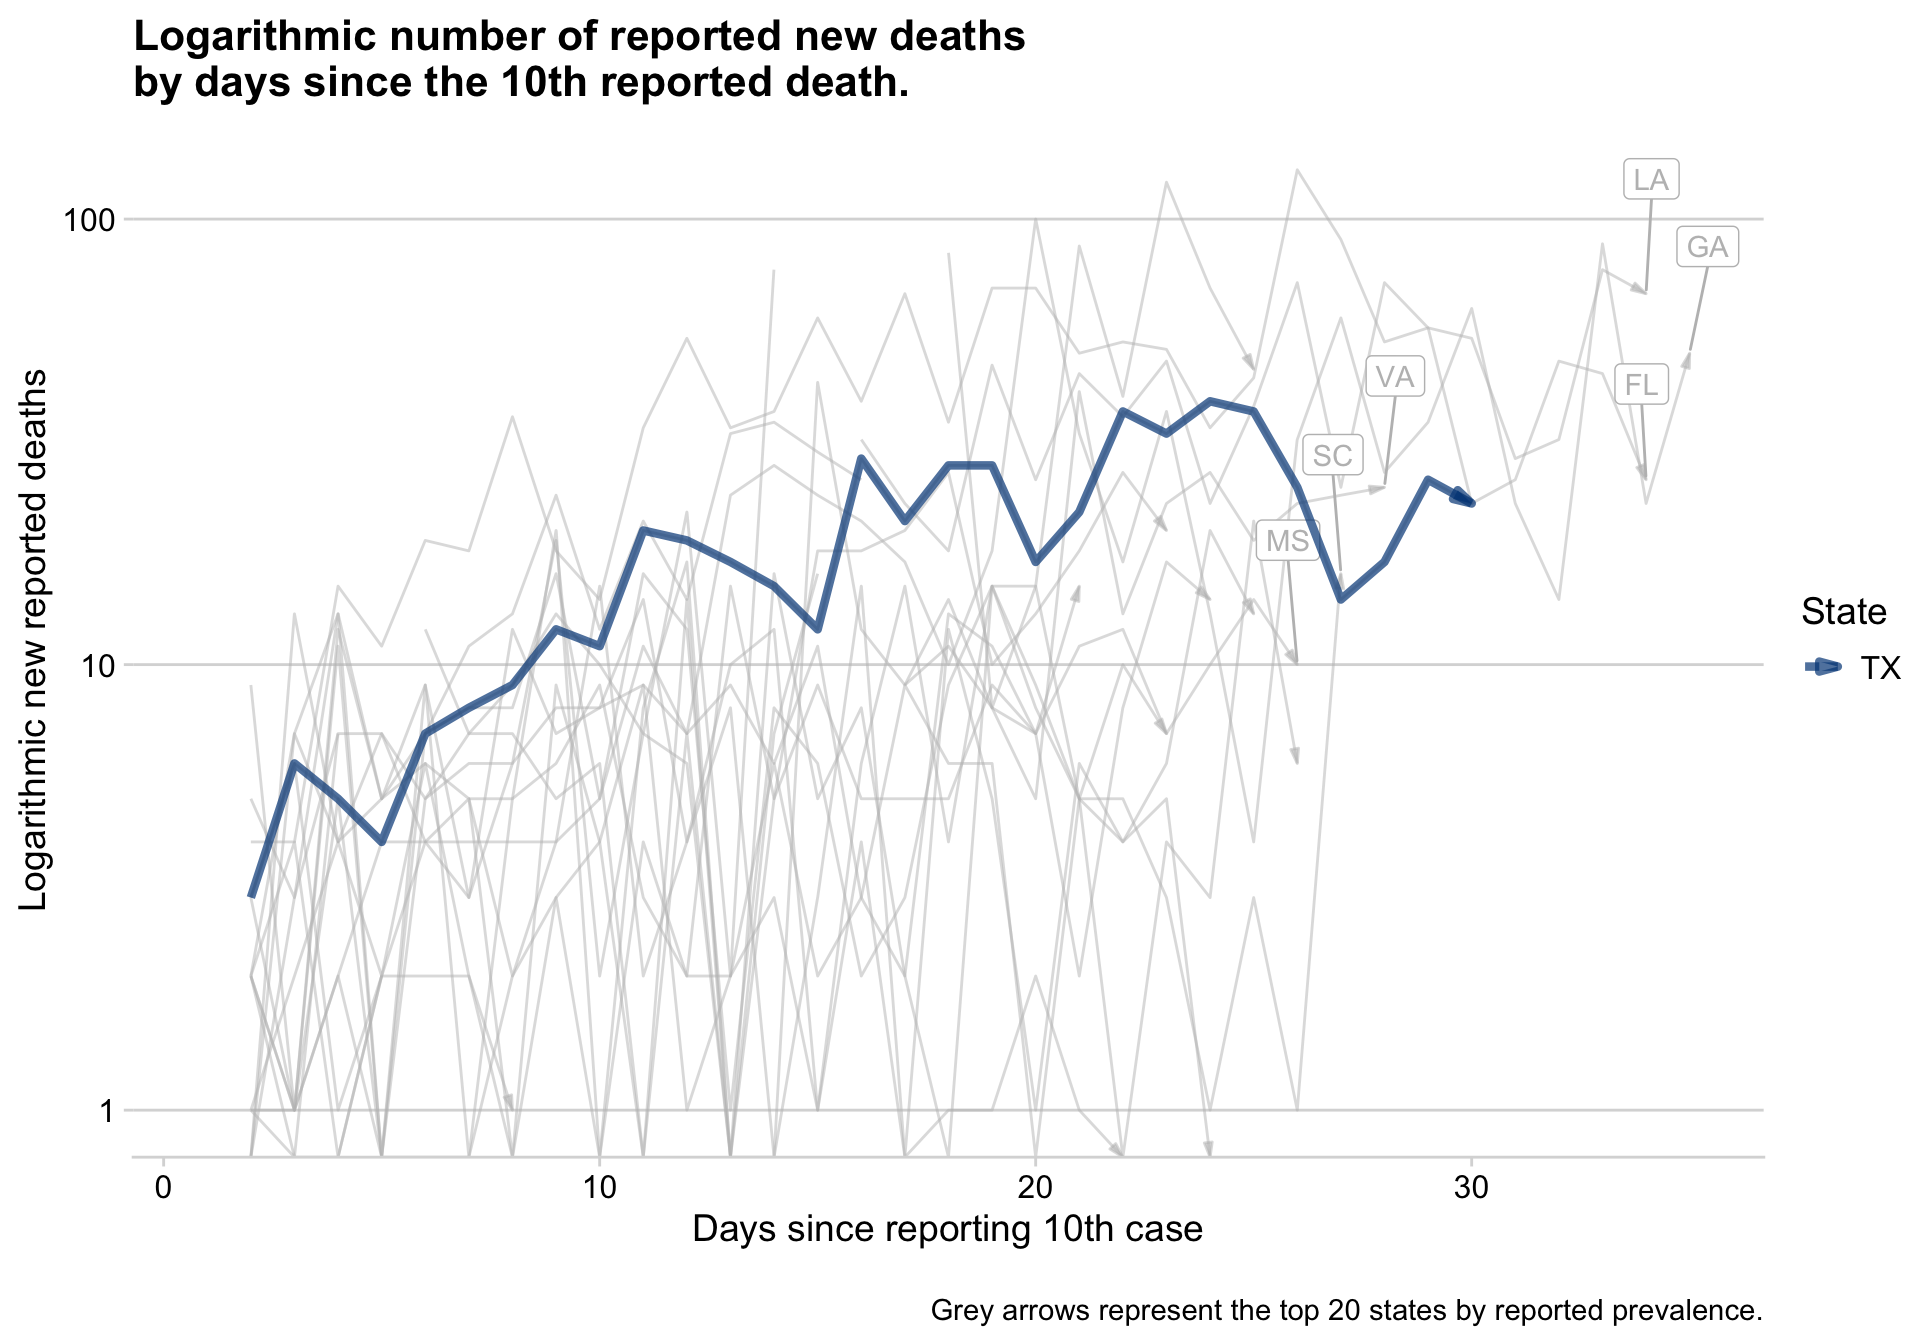 Logarithmic number of reported new deaths
by days since the 10th reported death.
Logarithmic new reported deaths
100
10
1
LA
GA
VA
FL
SC
MS
State
TX
0
10
20
30
Days since reporting 10th case
Grey arrows represent the top 20 states by reported prevalence.